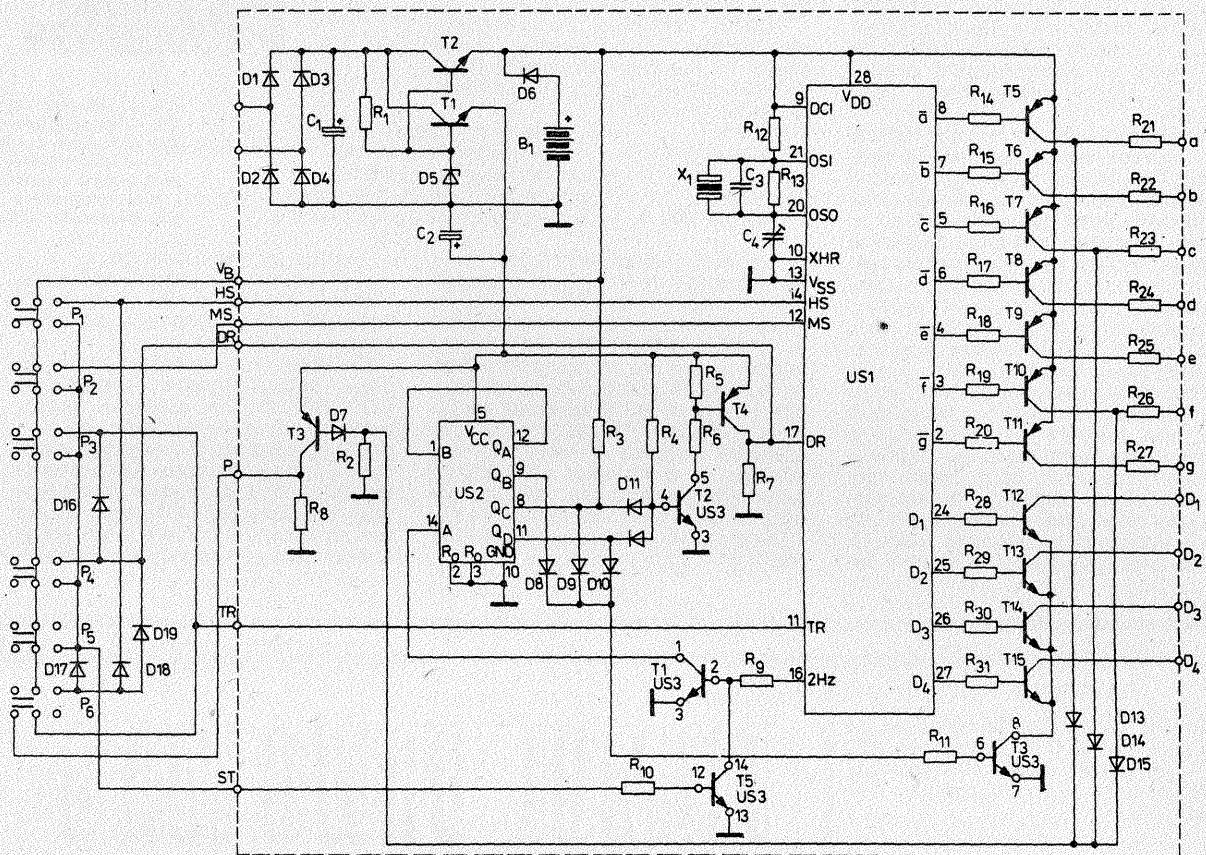 T2
D1
D3
C1
+
R1
T1
D6
B1
+
D2
D4
D5
C2
+
9
DCI
28
VDD
R12
21
OSI
X1
C3
R13
20
OSO
C4
10
XHR
13
VSS
14
HS
12
MS
US1
17
DR
11
TR
16
2Hz
a
8
R14
T5
R21
a
b
7
R15
T6
R22
b
c
5
R16
T7
R23
c
d
6
R17
T8
R24
d
e
4
R18
T9
R25
e
f
3
R19
T10
R26
f
g
2
R20
T11
R27
g
D1
24
R28
T12
D1
D2
25
R29
T13
D2
D3
26
R30
T14
D3
D4
27
R31
T15
D4
D13
D14
D15
VB
HS
MS
DR
P
TR
ST
P1
P2
P3
D16
P4
P5
D17
D18
D19
P6
T3
D7
R2
R8
5
VCC
1
B
12
QA
9
QB
8
QC
11
QD
14
A
US2
R0
R0
GND
2
3
10
D8
D9
D10
D11
R3
R4
R5
R6
T4
R7
4
5
T2
US3
3
1
T1
US3
2
3
R9
R10
12
14
T5
US3
13
R11
6
8
T3
US3
7